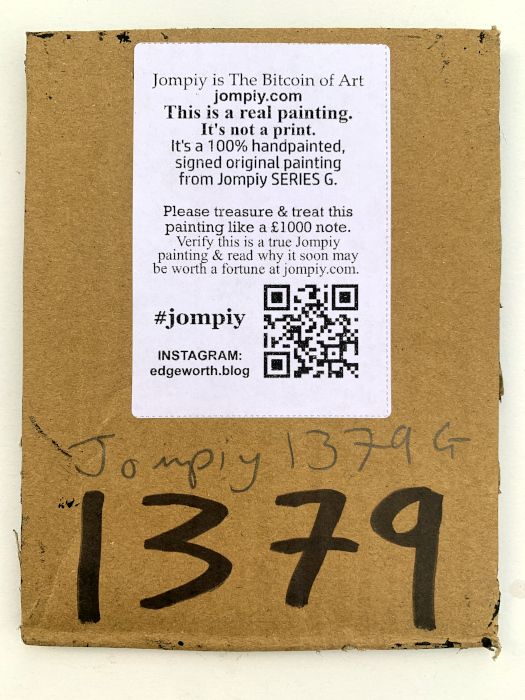 Jompiy is The Bitcoin of Art
jompiy.com
This is a real painting.
It's not a print.
It's a 100% handpainted,
signed original painting
from Jompiy SERIES G.
Please treasure & treat this
painting like a £1000 note.
Verify this is a true Jompiy
painting & read why it soon may
be worth a fortune at jompiy.com.
#jompiy
INSTAGRAM:
edgeworth.blog
Jompiy 1379 G
1379